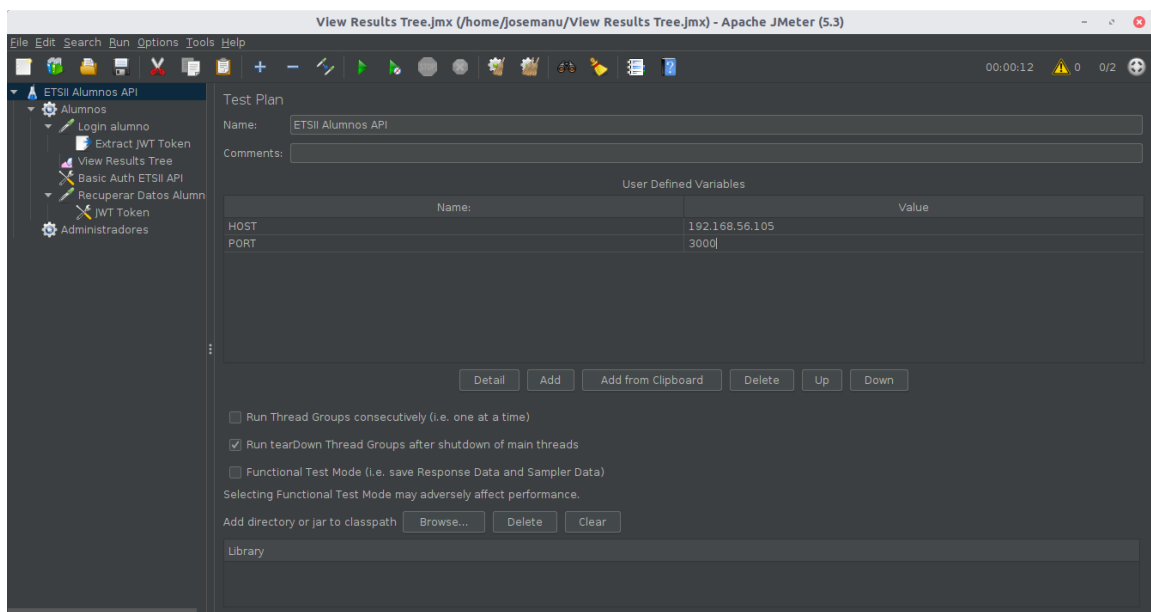 View Results Tree.jmx (/home/josemanu/View Results Tree.jmx) - Apache JMeter (5.3)
File Edit Search Run Options Tools Help
00:00:12 0 0/2
ETSII Alumnos API
Alumnos
Login alumno
Extract JWT Token
View Results Tree
Basic Auth ETSII API
Recuperar Datos Alumn
JWT Token
Administradores
Test Plan
Name: ETSII Alumnos API
Comments:
User Defined Variables
Name: Value
HOST 192.168.56.105
PORT 3000
Detail Add Add from Clipboard Delete Up Down
Run Thread Groups consecutively (i.e. one at a time)
Run tearDown Thread Groups after shutdown of main threads
Functional Test Mode (i.e. save Response Data and Sampler Data)
Selecting Functional Test Mode may adversely affect performance.
Add directory or jar to classpath Browse... Delete Clear
Library